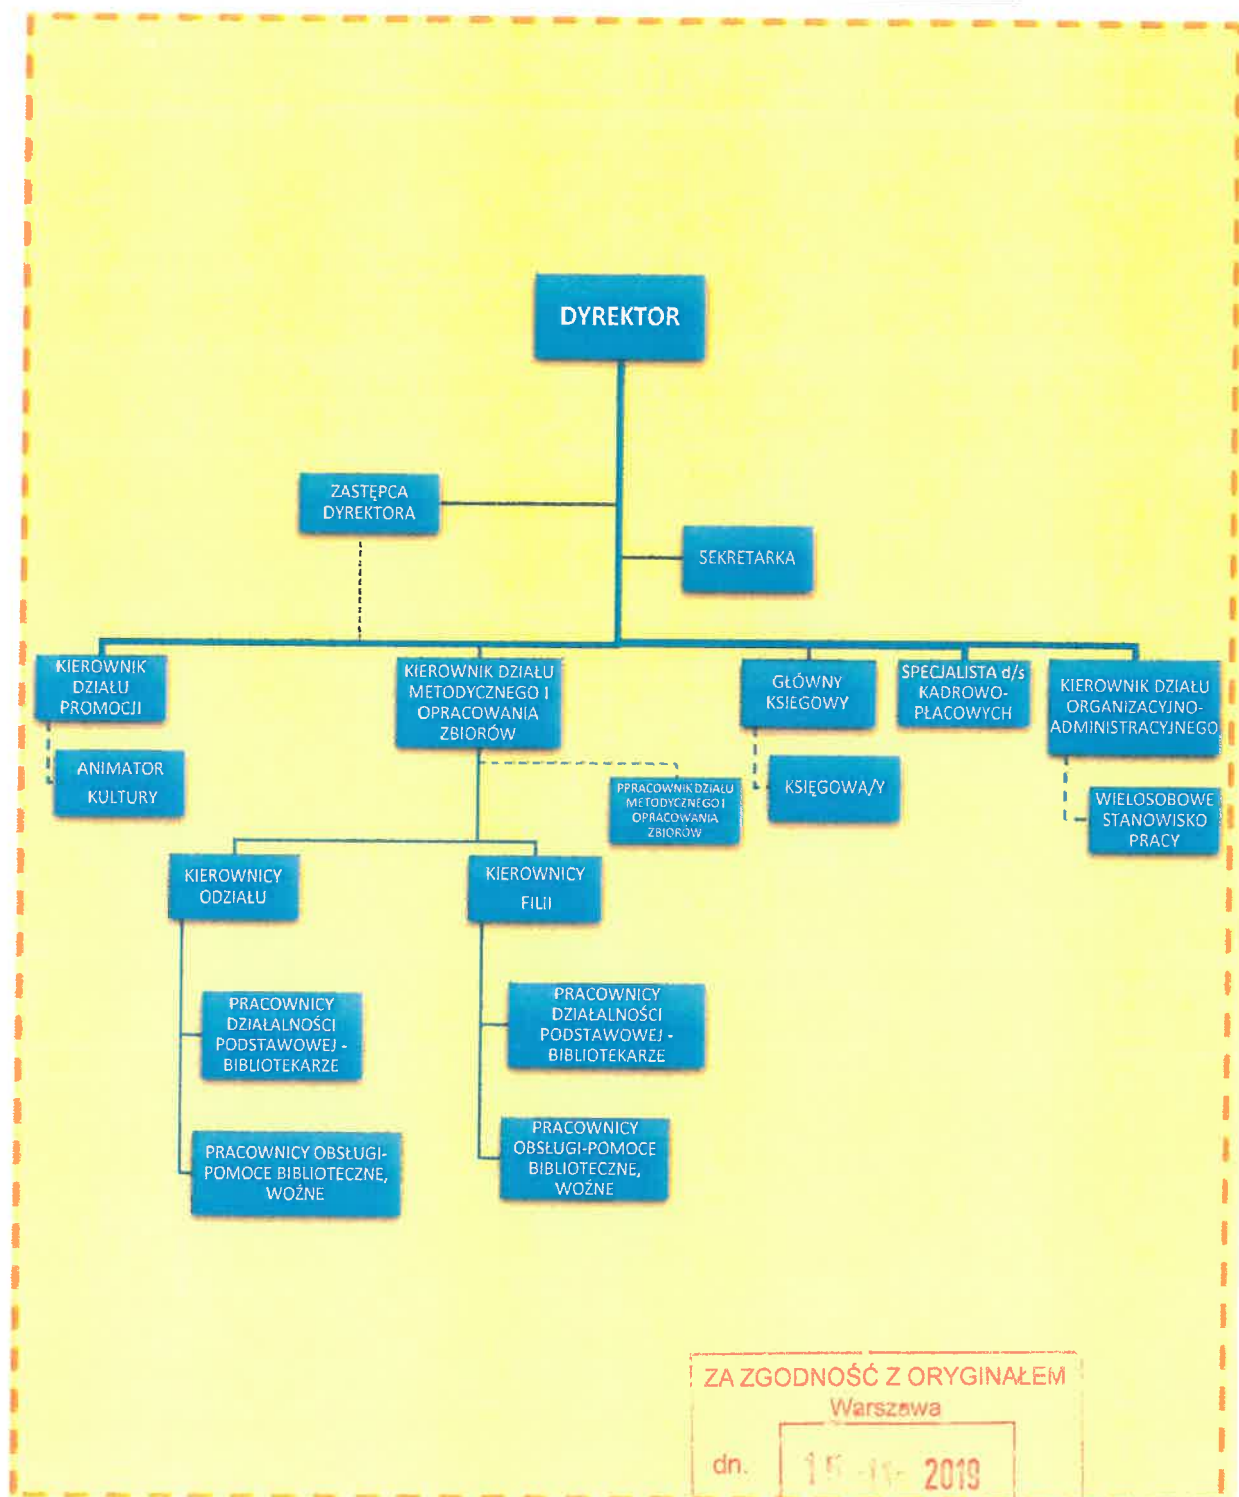 DYREKTOR
ZASTĘPCA
DYREKTORA
SEKRETARKA
KIEROWNIK
DZIAŁU
PROMOCJI
KIEROWNIK DZIAŁU
METODYCZNEGO I
OPRACOWANIA
ZBIORÓW
GŁÓWNY
KSIEGOWY
SPECJALISTA d/s
KADROWO-
PŁACOWYCH
KIEROWNIK DZIAŁU
ORGANIZACYJNO-
ADMINISTRACYJNEGO
ANIMATOR
KULTURY
PPRACOWNIK DZIAŁU
METODYCZNEGO I
OPRACOWANIA
ZBIORÓW
KSIĘGOWA/Y
WIELOSOBOWE
STANOWISKO
PRACY
KIEROWNICY
ODZIAŁU
KIEROWNICY
FILII
PRACOWNICY
DZIAŁALNOŚCI
PODSTAWOWEJ -
BIBLIOTEKARZE
PRACOWNICY
DZIAŁALNOŚCI
PODSTAWOWEJ -
BIBLIOTEKARZE
PRACOWNICY OBSŁUGI-
POMOCE BIBLIOTECZNE,
WOŹNE
PRACOWNICY
OBSŁUGI-POMOCE
BIBLIOTECZNE,
WOŹNE
ZA ZGODNOŚĆ Z ORYGINAŁEM
Warszawa
dn.
2019